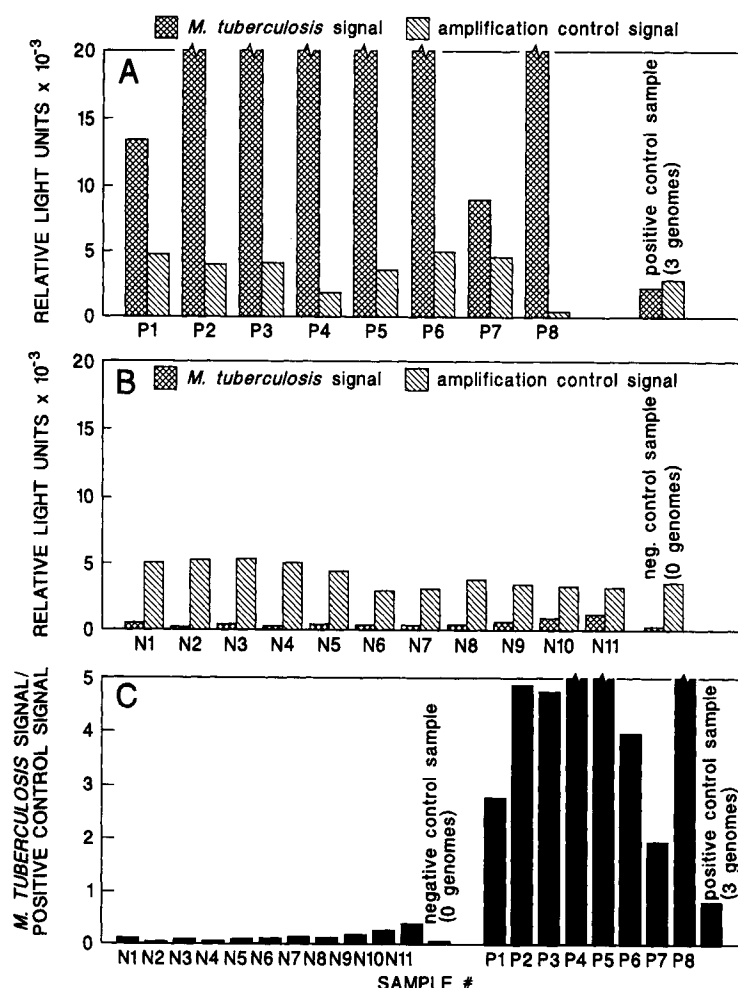 M. tuberculosis signal
amplification control signal
A
20
15
10
5
0
RELATIVE LIGHT UNITS x 10-3
P1 P2 P3 P4 P5 P6 P7 P8
positive control sample
(3 genomes)
B
M. tuberculosis signal
amplification control signal
20
15
10
5
0
RELATIVE LIGHT UNITS x 10-3
N1 N2 N3 N4 N5 N6 N7 N8 N9 N10 N11
neg. control sample
(0 genomes)
C
5
4
3
2
1
0
M. TUBERCULOSIS SIGNAL/
POSITIVE CONTROL SIGNAL
negative control sample
(0 genomes)
positive control sample
(3 genomes)
N1 N2 N3 N4 N5 N6 N7 N8 N9 N10 N11
P1 P2 P3 P4 P5 P6 P7 P8
SAMPLE #